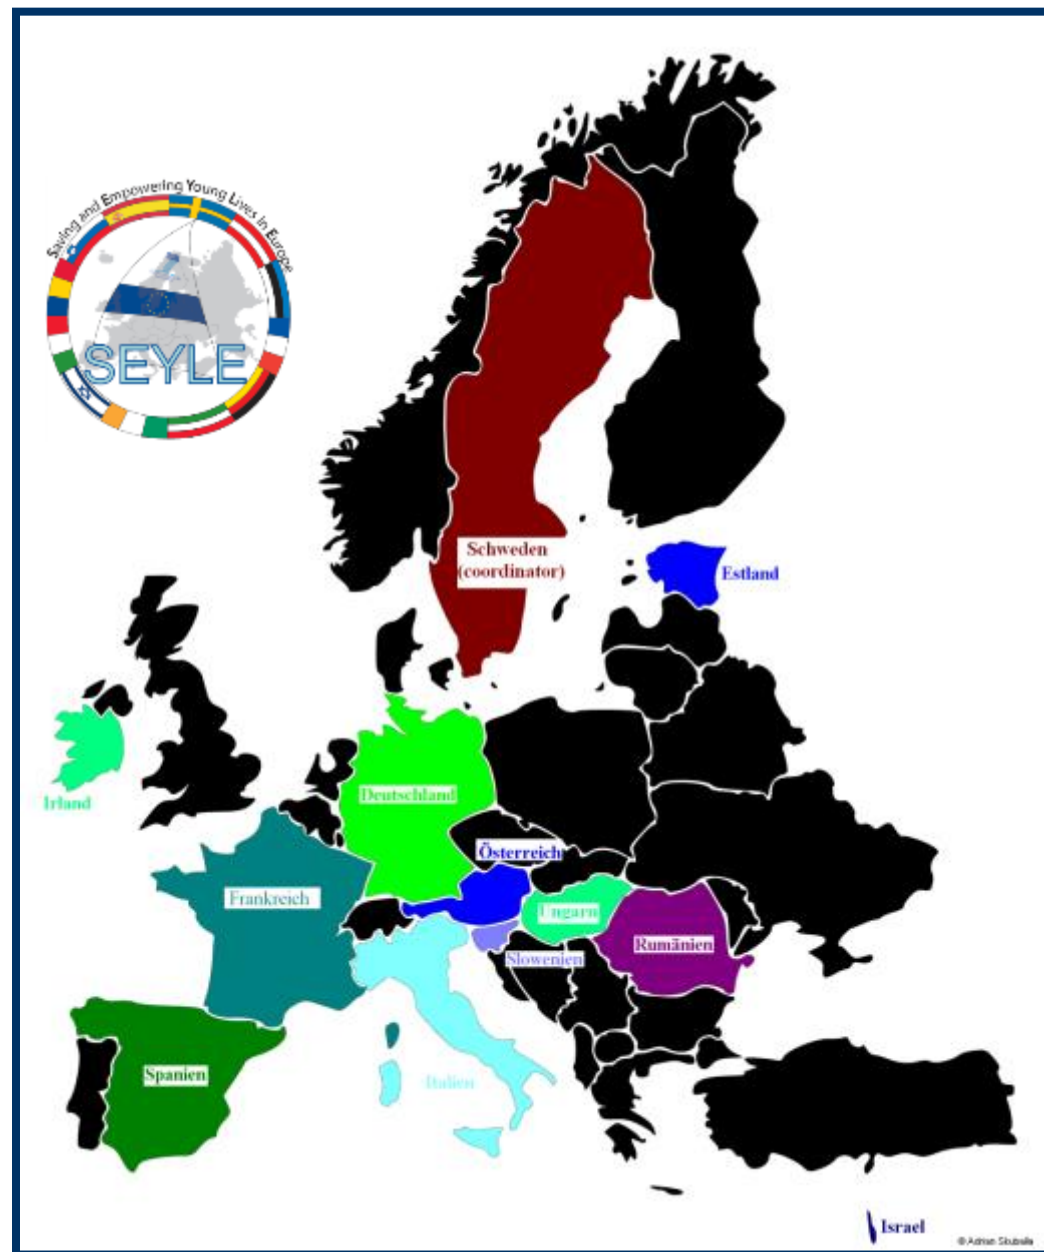 Saving and Empowering Young Lives in Europe
SEYLE
Schweden
(coordinator)
Estland
Irland
Deutschland
Österreich
Frankreich
Ungarn
Rumänien
Slowenien
Spanien
Italien
Israel
© Adrian Skuballa